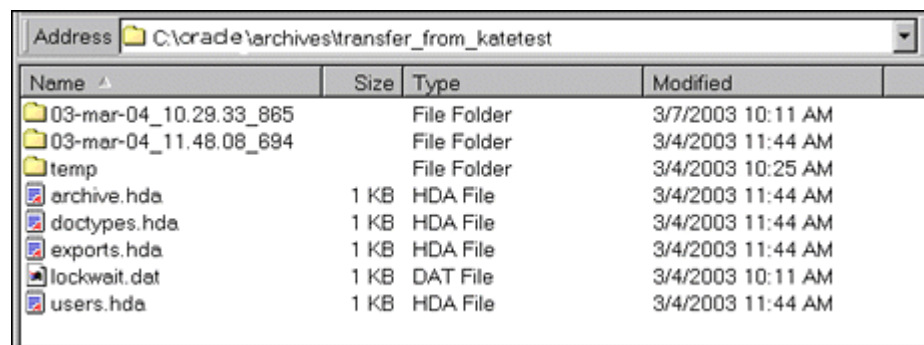 Address C:\oracle\archives\transfer_from_katetest
Name Size Type Modified
03-mar-04_10.29.33_865 File Folder 3/7/2003 10:11 AM
03-mar-04_11.48.08_694 File Folder 3/4/2003 11:44 AM
temp File Folder 3/4/2003 10:25 AM
archive.hda 1 KB HDA File 3/4/2003 11:44 AM
doctypes.hda 1 KB HDA File 3/4/2003 11:44 AM
exports.hda 1 KB HDA File 3/4/2003 11:44 AM
lockwait.dat 1 KB DAT File 3/4/2003 10:11 AM
users.hda 1 KB HDA File 3/4/2003 11:44 AM